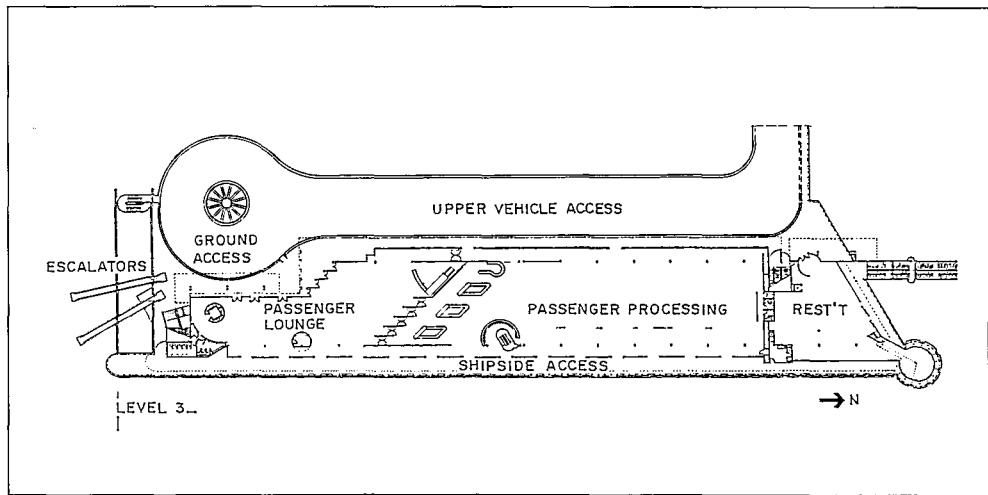 UPPER VEHICLE ACCESS
GROUND
ACCESS
ESCALATORS
PASSENGER
LOUNGE
PASSENGER PROCESSING
REST'T
SHIPSIDE ACCESS
LEVEL 3
N